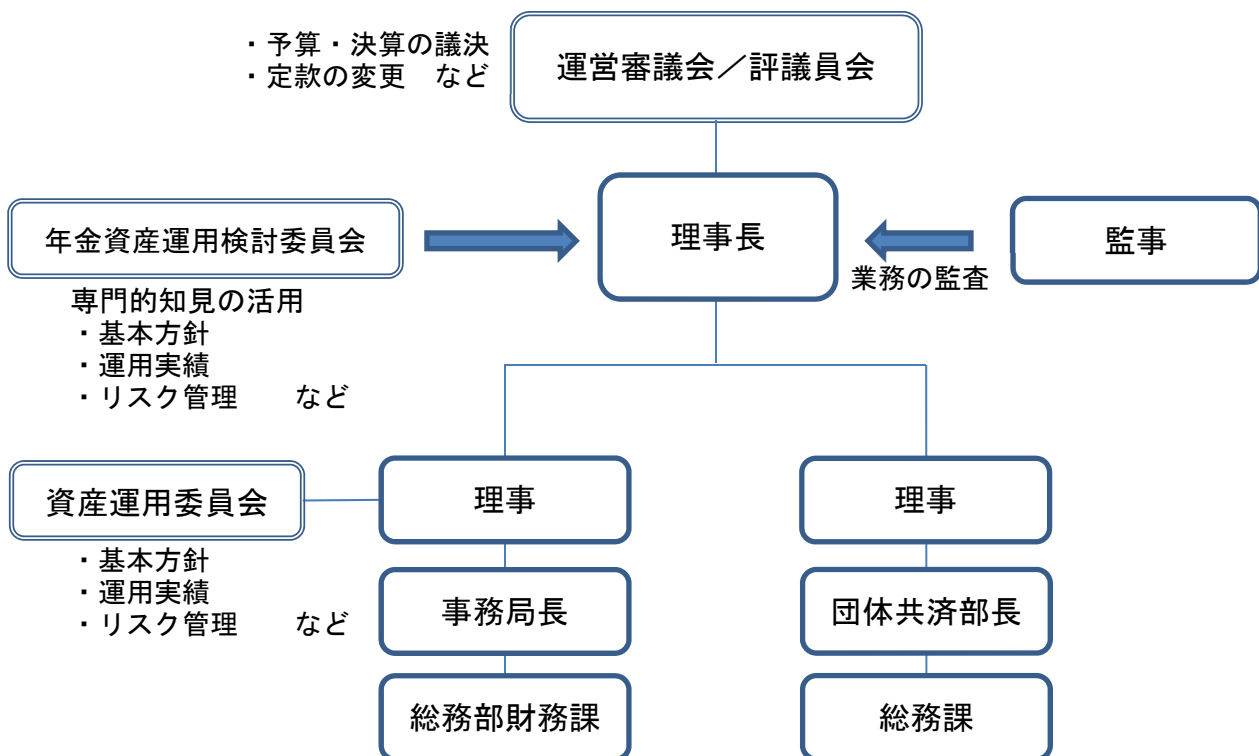 ・予算・決算の議決
・定款の変更　など
運営審議会／評議員会
年金資産運用検討委員会
理事長
監事
業務の監査
専門的知見の活用
・基本方針
・運用実績
・リスク管理　　など
資産運用委員会
理事
理事
・基本方針
・運用実績
・リスク管理　　など
事務局長
団体共済部長
総務部財務課
総務課